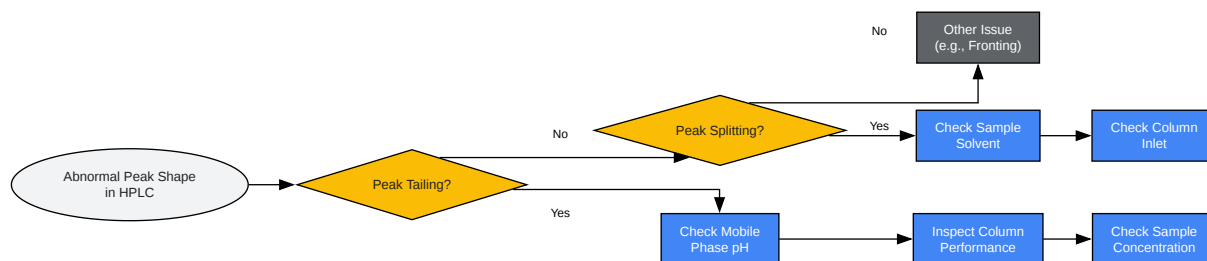 No
Other Issue
(e.g., Fronting)
Peak Splitting?
Yes
Check Sample
Solvent
Check Column
Inlet
No
Abnormal Peak Shape
in HPLC
Peak Tailing?
Yes
Check Mobile
Phase pH
Inspect Column
Performance
Check Sample
Concentration